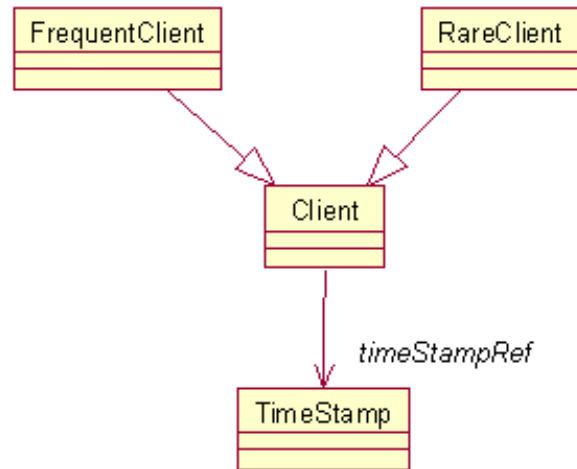 FrequentClient
RareClient
Client
timeStampRef
TimeStamp